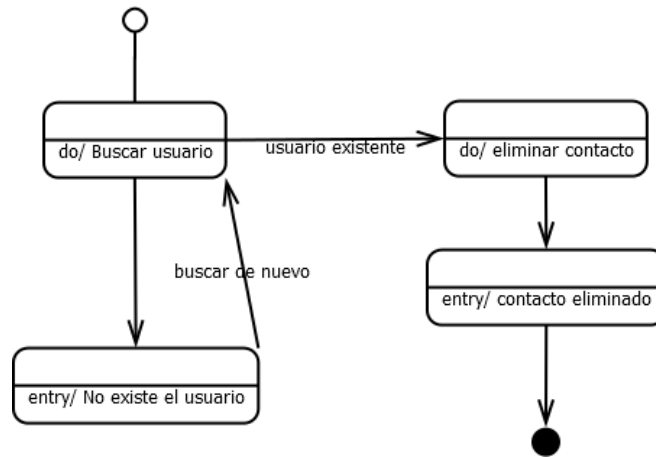 do/ Buscar usuario
usuario existente
do/ eliminar contacto
buscar de nuevo
entry/ contacto eliminado
entry/ No existe el usuario